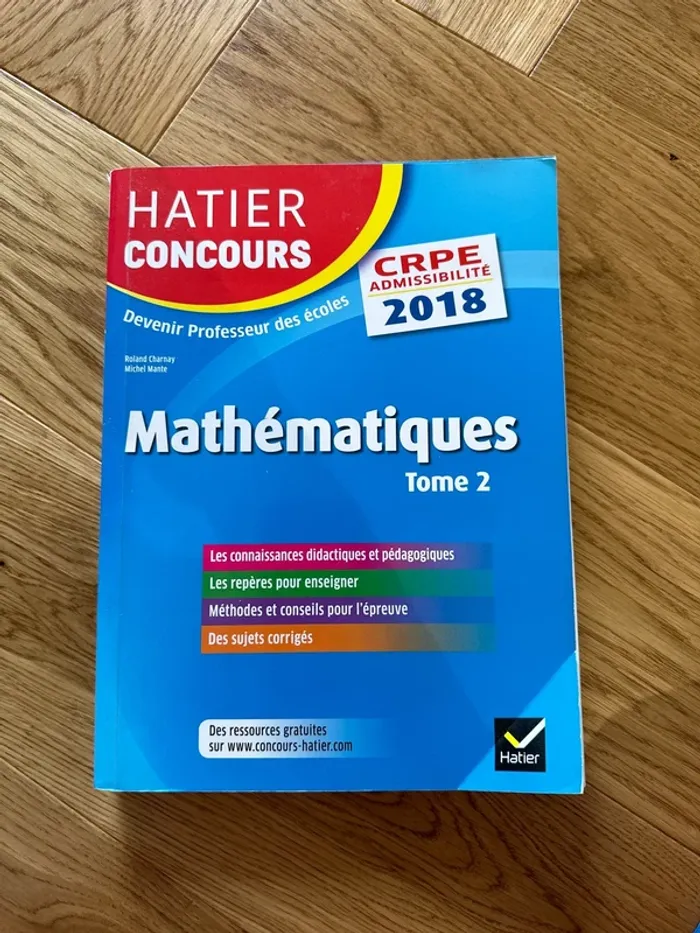 HATIER
CONCOURS
CRPE
ADMISSIBILITÉ
2018
Devenir Professeur des écoles
Roland Charnay
Michel Mante
Mathématiques
Tome 2
Les connaissances didactiques et pédagogiques
Les repères pour enseigner
Méthodes et conseils pour l'épreuve
Des sujets corrigés
Des ressources gratuites
sur www.concours-hatier.com
Hatier